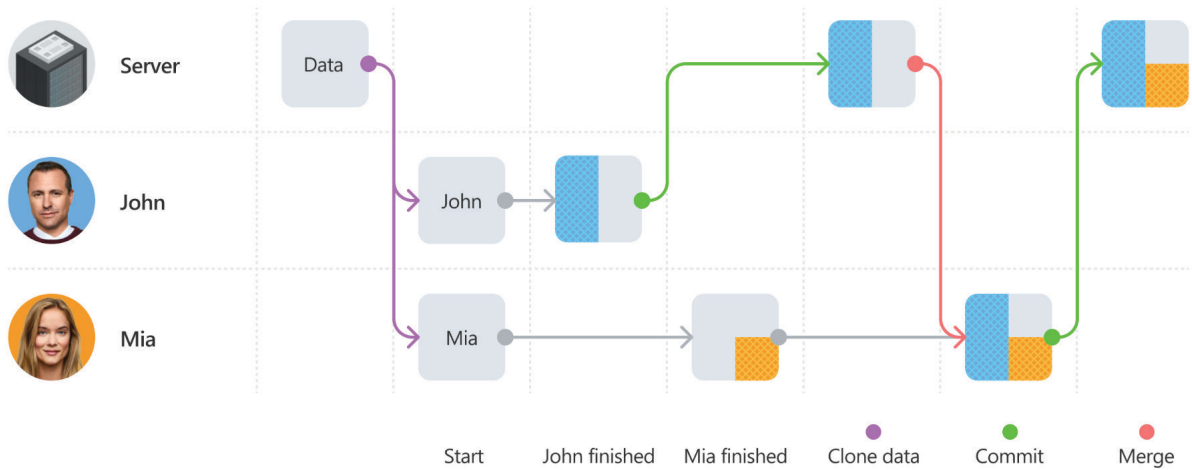 Server
Data
John
John
Mia
Mia
Start
John finished
Mia finished
Clone data
Commit
Merge